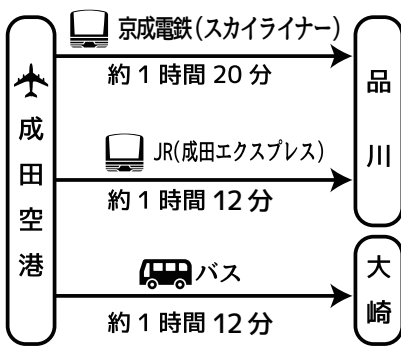 成田空港
京成電鉄(スカイライナー)
約1時間20分
JR(成田エクスプレス)
約1時間12分
品川
バス
約1時間12分
大崎